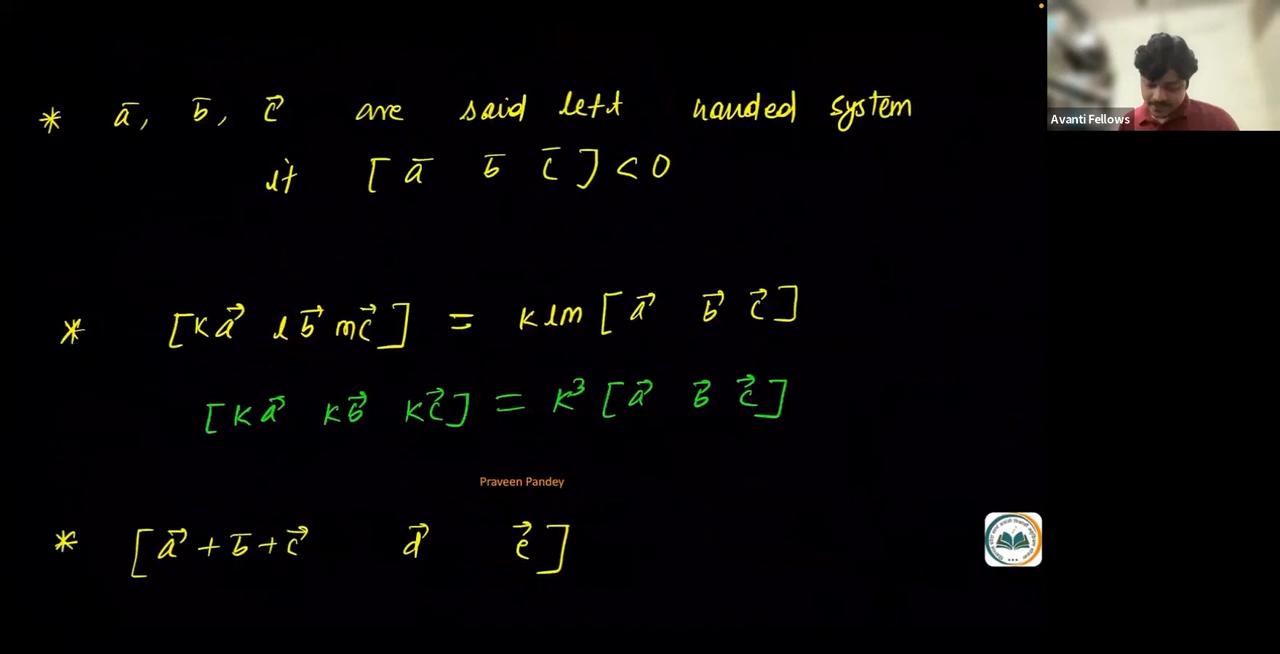 * a̅, b̅, c⃗ are said left handed system
if [ a̅ b̅ c̅ ] < 0
* [ka⃗ lb⃗ mc⃗] = klm [a⃗ b⃗ c⃗]
[ka⃗ kb⃗ kc⃗] = k³ [a⃗ b⃗ c⃗]
* [a⃗ + b̅ + c⃗ d⃗ e⃗]
Praveen Pandey
Avanti Fellows